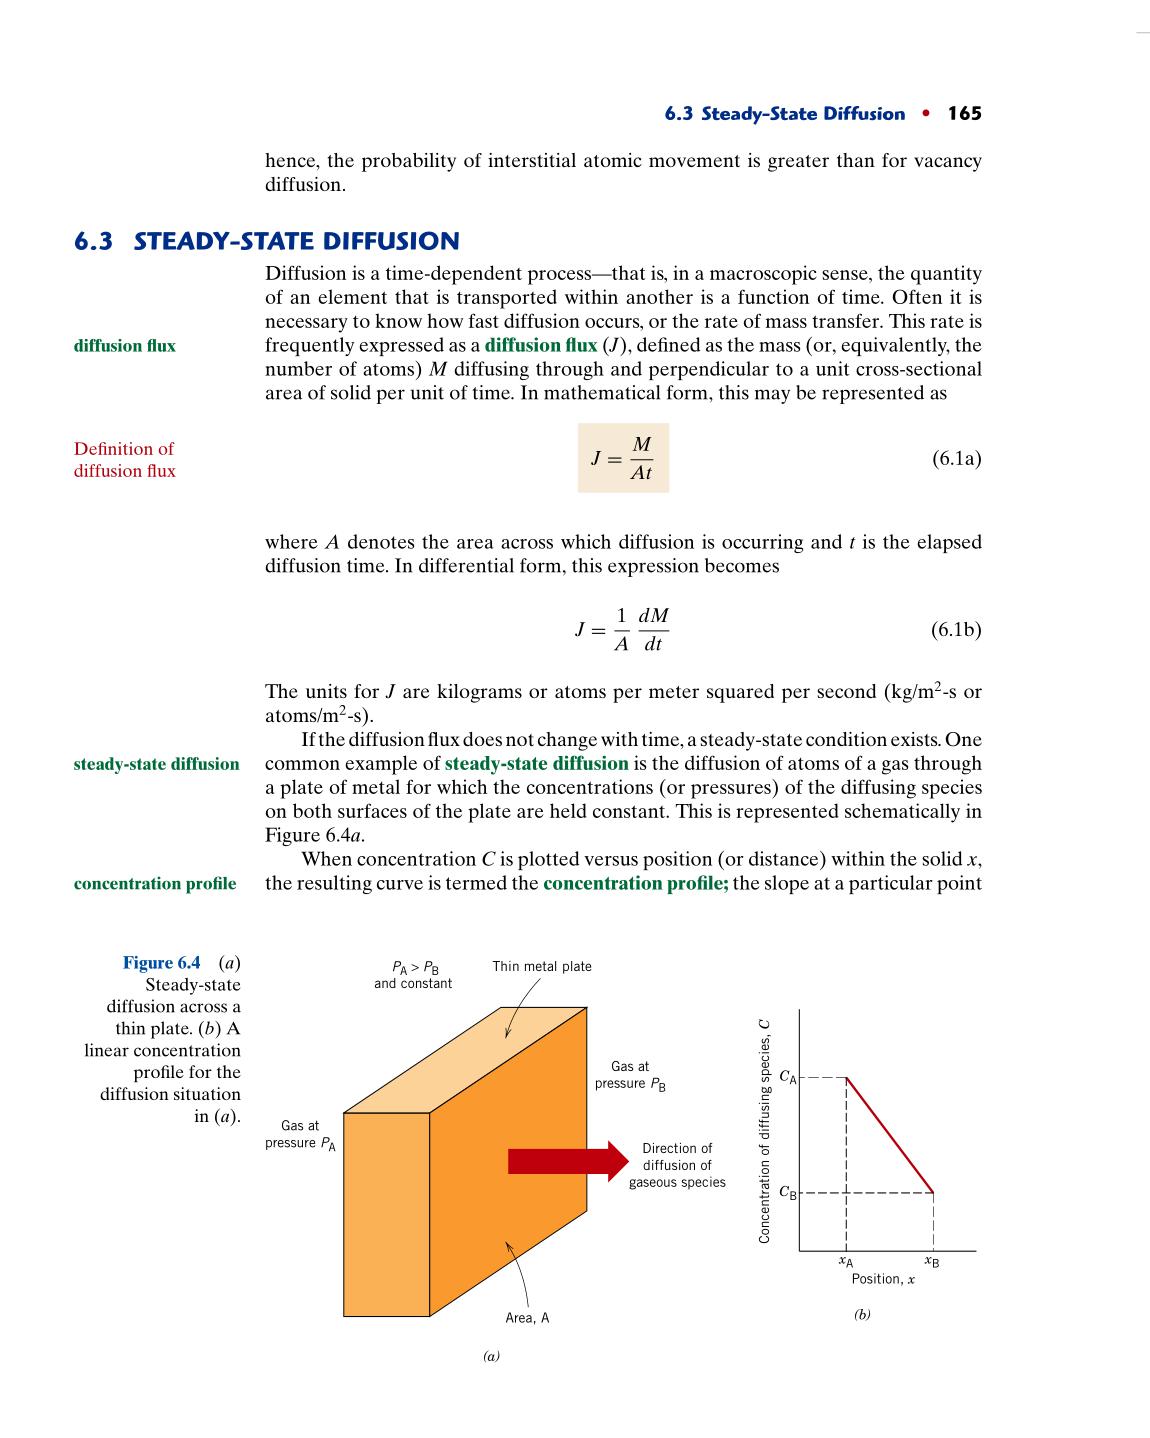 6.3 Steady-State Diffusion • 165
hence, the probability of interstitial atomic movement is greater than for vacancy
diffusion.
6.3 STEADY-STATE DIFFUSION
Diffusion is a time-dependent process—that is, in a macroscopic sense, the quantity
of an element that is transported within another is a function of time. Often it is
necessary to know how fast diffusion occurs, or the rate of mass transfer. This rate is
diffusion flux
frequently expressed as a diffusion flux (J), defined as the mass (or, equivalently, the
number of atoms) M diffusing through and perpendicular to a unit cross-sectional
area of solid per unit of time. In mathematical form, this may be represented as
Definition of
diffusion flux
J = M/At (6.1a)
where A denotes the area across which diffusion is occurring and t is the elapsed
diffusion time. In differential form, this expression becomes
J = 1/A dM/dt (6.1b)
The units for J are kilograms or atoms per meter squared per second (kg/m²-s or
atoms/m²-s).
If the diffusion flux does not change with time, a steady-state condition exists. One
steady-state diffusion
common example of steady-state diffusion is the diffusion of atoms of a gas through
a plate of metal for which the concentrations (or pressures) of the diffusing species
on both surfaces of the plate are held constant. This is represented schematically in
Figure 6.4a.
When concentration C is plotted versus position (or distance) within the solid x,
concentration profile
the resulting curve is termed the concentration profile; the slope at a particular point
Figure 6.4 (a)
Steady-state
diffusion across a
thin plate. (b) A
linear concentration
profile for the
diffusion situation
in (a).
PA > PB
and constant
Thin metal plate
Gas at
pressure PB
Gas at
pressure PA
Direction of
diffusion of
gaseous species
Area, A
(a)
Concentration of diffusing species, C
CA
CB
xA
xB
Position, x
(b)